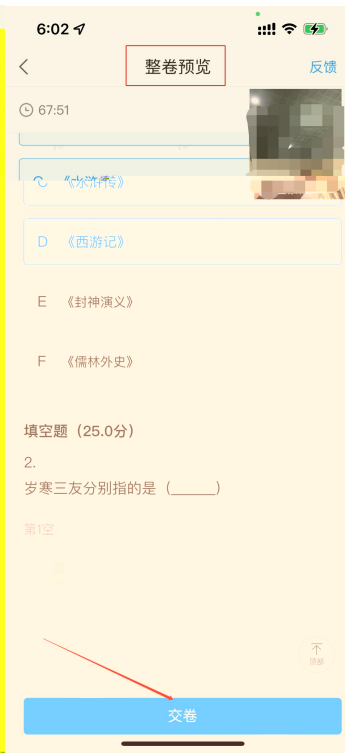 6:02
整卷预览
反馈
67:51
C 《水浒传》
D 《西游记》
E 《封神演义》
F 《儒林外史》
填空题（25.0分）
2.
岁寒三友分别指的是（______）
第1空
顶部
交卷